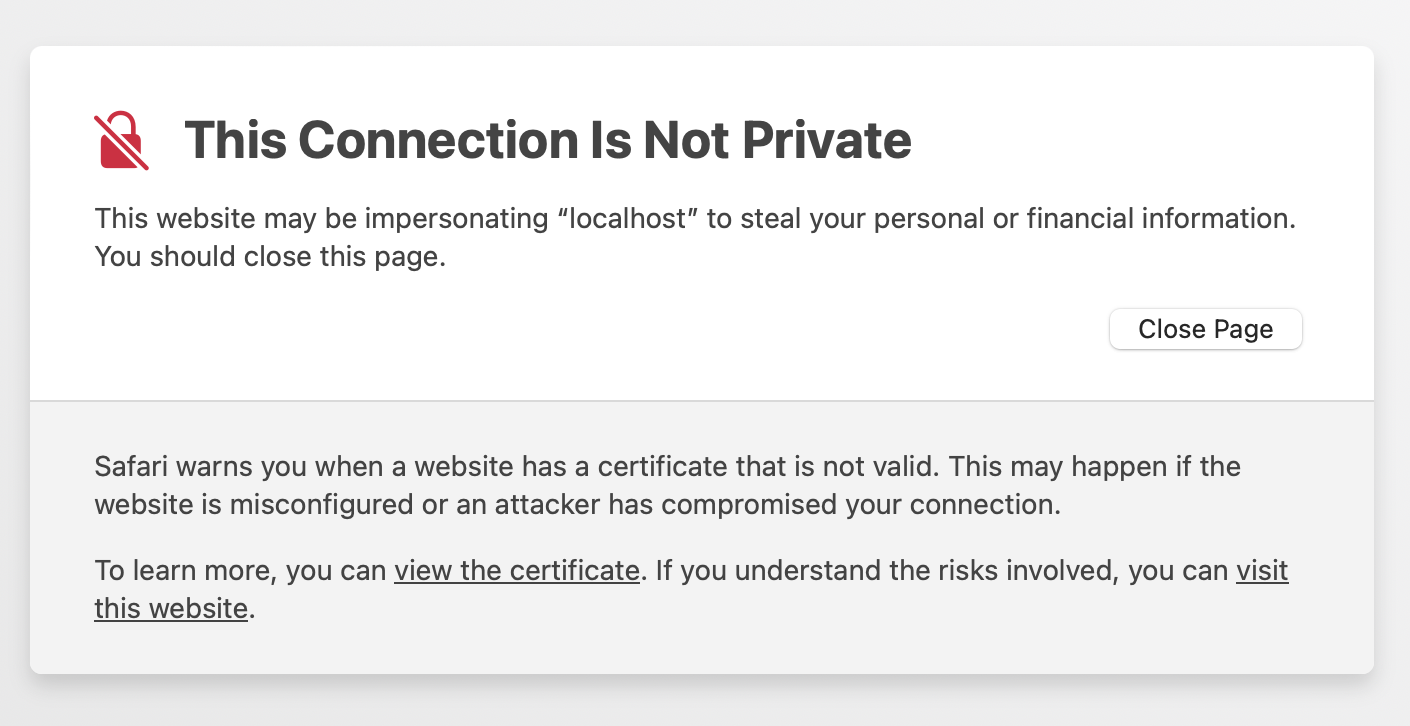 This Connection Is Not Private
This website may be impersonating “localhost” to steal your personal or financial information.
You should close this page.
Close Page
Safari warns you when a website has a certificate that is not valid. This may happen if the
website is misconfigured or an attacker has compromised your connection.
To learn more, you can view the certificate. If you understand the risks involved, you can visit
this website.